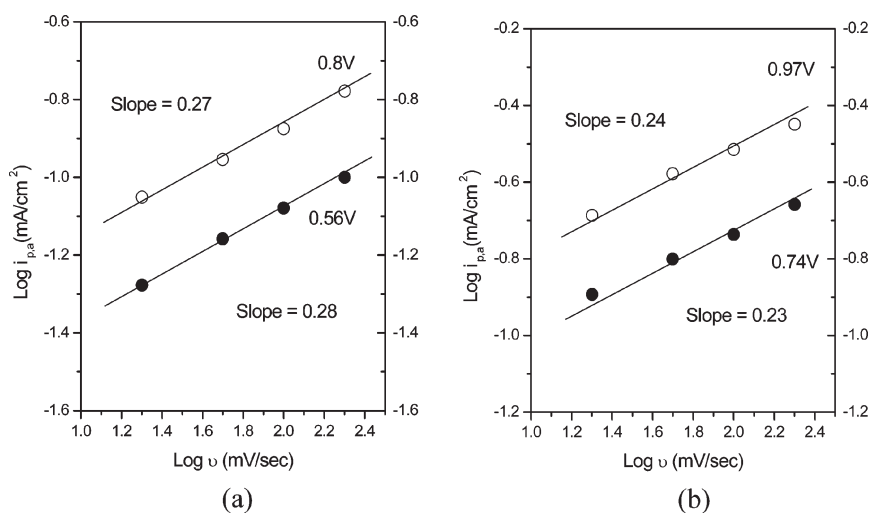 -0.6
-0.8
-1.0
-1.2
-1.3
-1.6
Log i p,a (mA/cm²)
0.8V
Slope = 0.27
0.56V
Slope = 0.28
-0.6
-0.8
-1.0
-1.2
-1.3
-1.6
1.0 1.2 1.4 1.6 1.8 2.0 2.2 2.4
Log υ (mV/sec)
(a)
-0.2
-0.4
-0.6
-0.8
-1.0
-1.2
Log i p,a (mA/cm²)
0.97V
Slope = 0.24
0.74V
Slope = 0.23
-0.2
-0.4
-0.6
-0.8
-1.0
-1.2
1.0 1.2 1.4 1.6 1.8 2.0 2.2 2.4
Log υ (mV/sec)
(b)